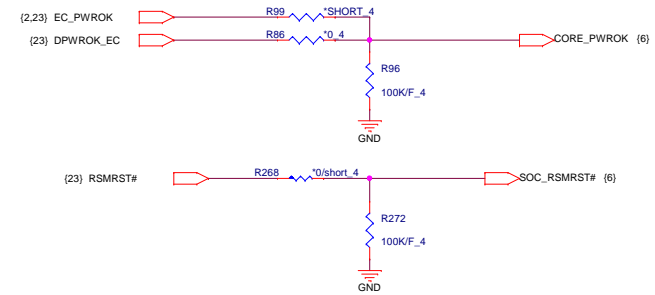 {2,23} EC_PWROK R99 *SHORT_4
{23} DPWROK_EC R86 *0_4 CORE_PWROK {6}
R96
100K/F_4
GND
{23} RSMRST# R268 *0/short_4 SOC_RSMRST# {6}
R272
100K/F_4
GND